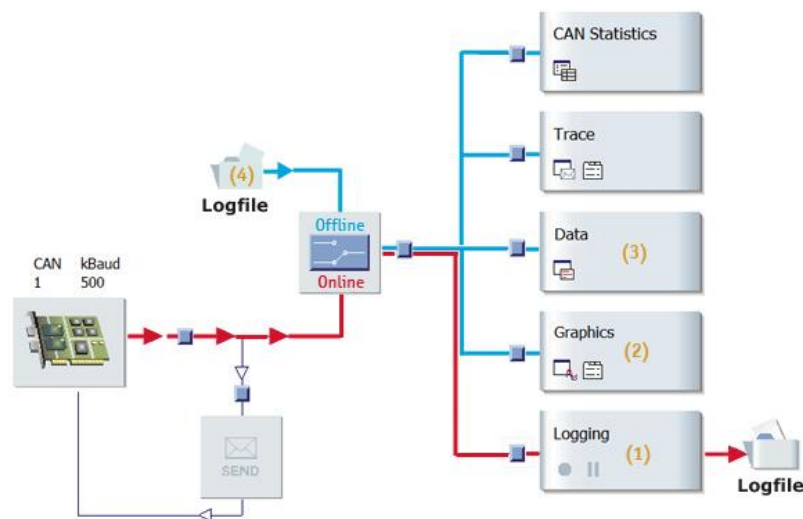 CAN Statistics
Trace
(4)
Logfile
Offline
Online
Data
(3)
CAN kBaud
1 500
Graphics
(2)
SEND
Logging
(1)
Logfile